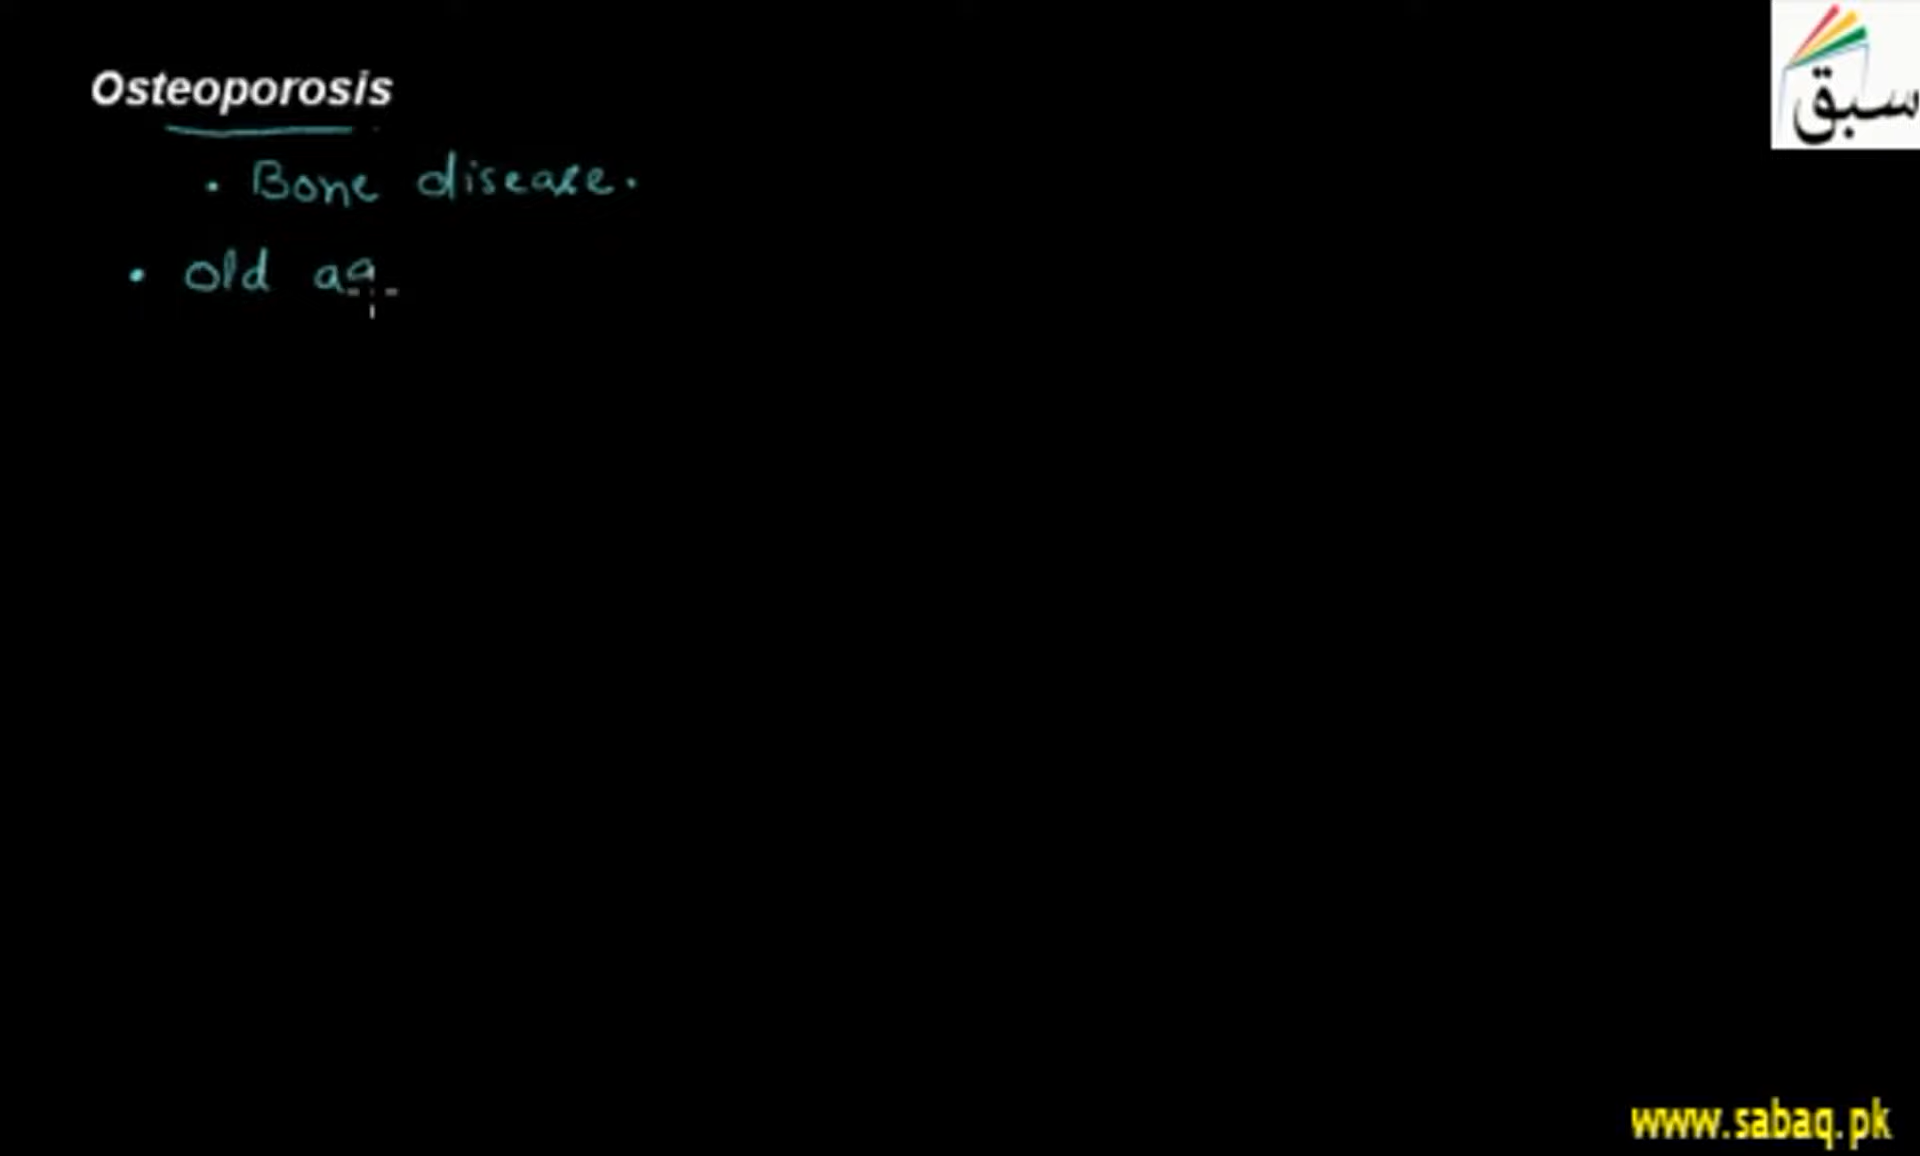 Osteoporosis
سبق
• Bone disease.
• Old ag
www.sabaq.pk